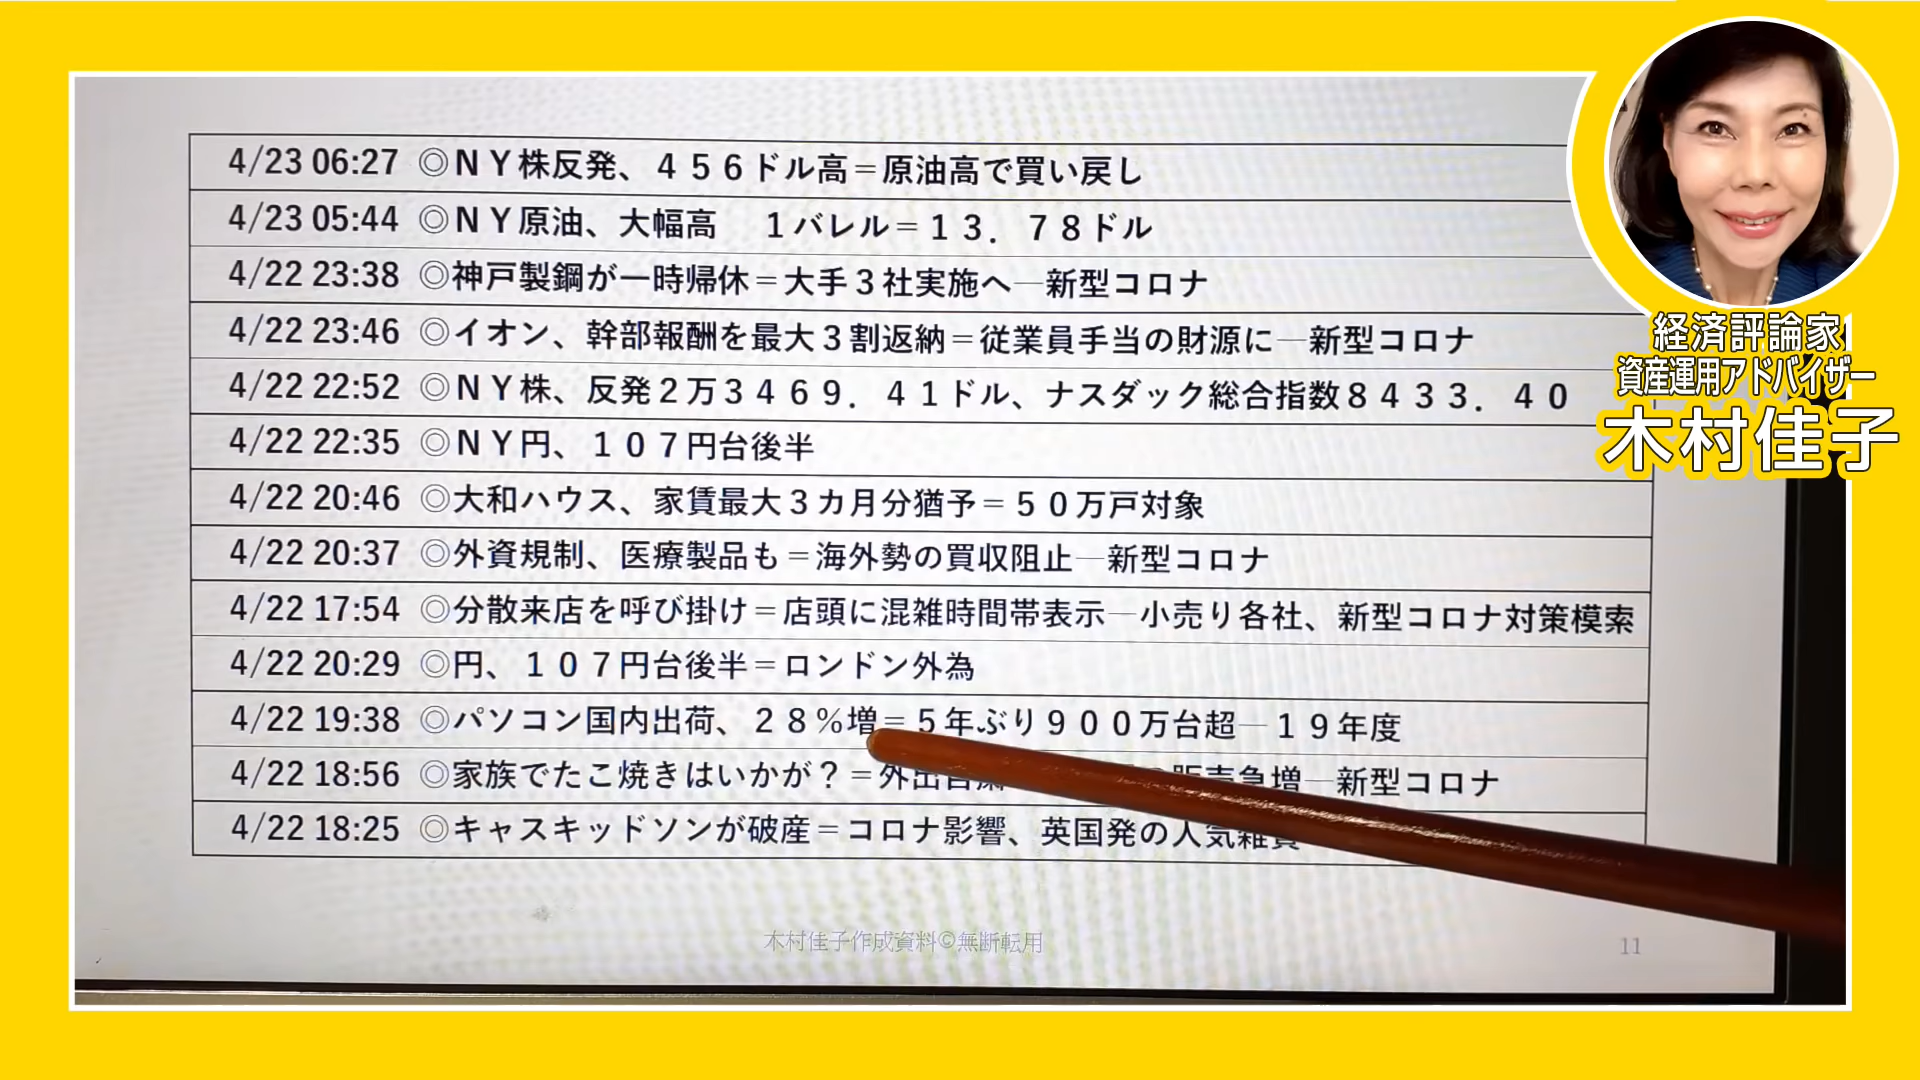 4/23 06:27 ◎ＮＹ株反発、４５６ドル高＝原油高で買い戻し
4/23 05:44 ◎ＮＹ原油、大幅高　１バレル＝１３．７８ドル
4/22 23:38 ◎神戸製鋼が一時帰休＝大手３社実施へ―新型コロナ
4/22 23:46 ◎イオン、幹部報酬を最大３割返納＝従業員手当の財源に―新型コロナ
4/22 22:52 ◎ＮＹ株、反発２万３４６９．４１ドル、ナスダック総合指数８４３３．４０
4/22 22:35 ◎ＮＹ円、１０７円台後半
4/22 20:46 ◎大和ハウス、家賃最大３カ月分猶予＝５０万戸対象
4/22 20:37 ◎外資規制、医療製品も＝海外勢の買収阻止―新型コロナ
4/22 17:54 ◎分散来店を呼び掛け＝店頭に混雑時間帯表示―小売り各社、新型コロナ対策模索
4/22 20:29 ◎円、１０７円台後半＝ロンドン外為
4/22 19:38 ◎パソコン国内出荷、２８％増＝５年ぶり９００万台超―１９年度
4/22 18:56 ◎家族でたこ焼きはいかが？＝外出自粛 販売急増―新型コロナ
4/22 18:25 ◎キャスキッドソンが破産＝コロナ影響、英国発の人気雑貨
木村佳子作成資料©無断転用
11
経済評論家
資産運用アドバイザー
木村佳子